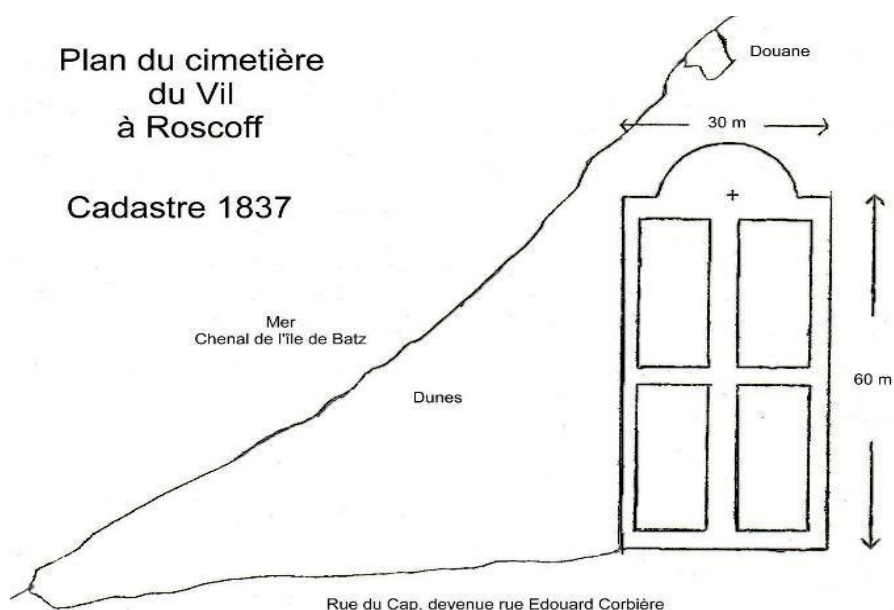 Plan du cimetière
du Vil
à Roscoff
Cadastre 1837
Douane
30 m
Mer
Chenal de l'île de Batz
Dunes
60 m
Rue du Cap, devenue rue Edouard Corbière